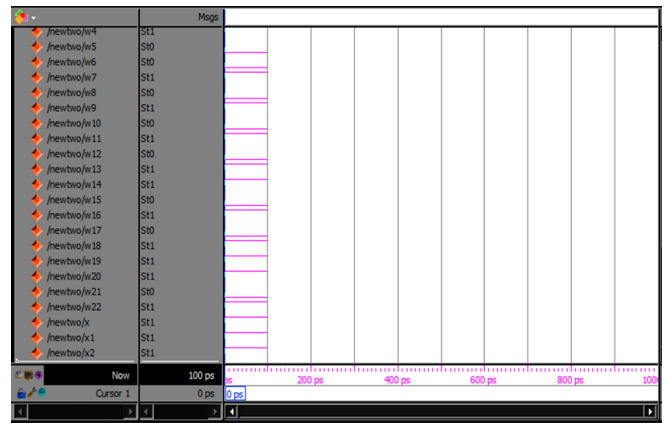 Msgs
/newtwo/w4 St1
/newtwo/w5 St0
/newtwo/w6 St0
/newtwo/w7 St1
/newtwo/w8 St0
/newtwo/w9 St1
/newtwo/w10 St0
/newtwo/w11 St1
/newtwo/w12 St0
/newtwo/w13 St1
/newtwo/w14 St1
/newtwo/w15 St0
/newtwo/w16 St1
/newtwo/w17 St0
/newtwo/w18 St1
/newtwo/w19 St1
/newtwo/w20 St1
/newtwo/w21 St0
/newtwo/w22 St1
/newtwo/x St1
/newtwo/x1 St1
/newtwo/x2 St1
Now 100 ps ps 200 ps 400 ps 600 ps 800 ps 100
Cursor 1 0 ps 0 ps